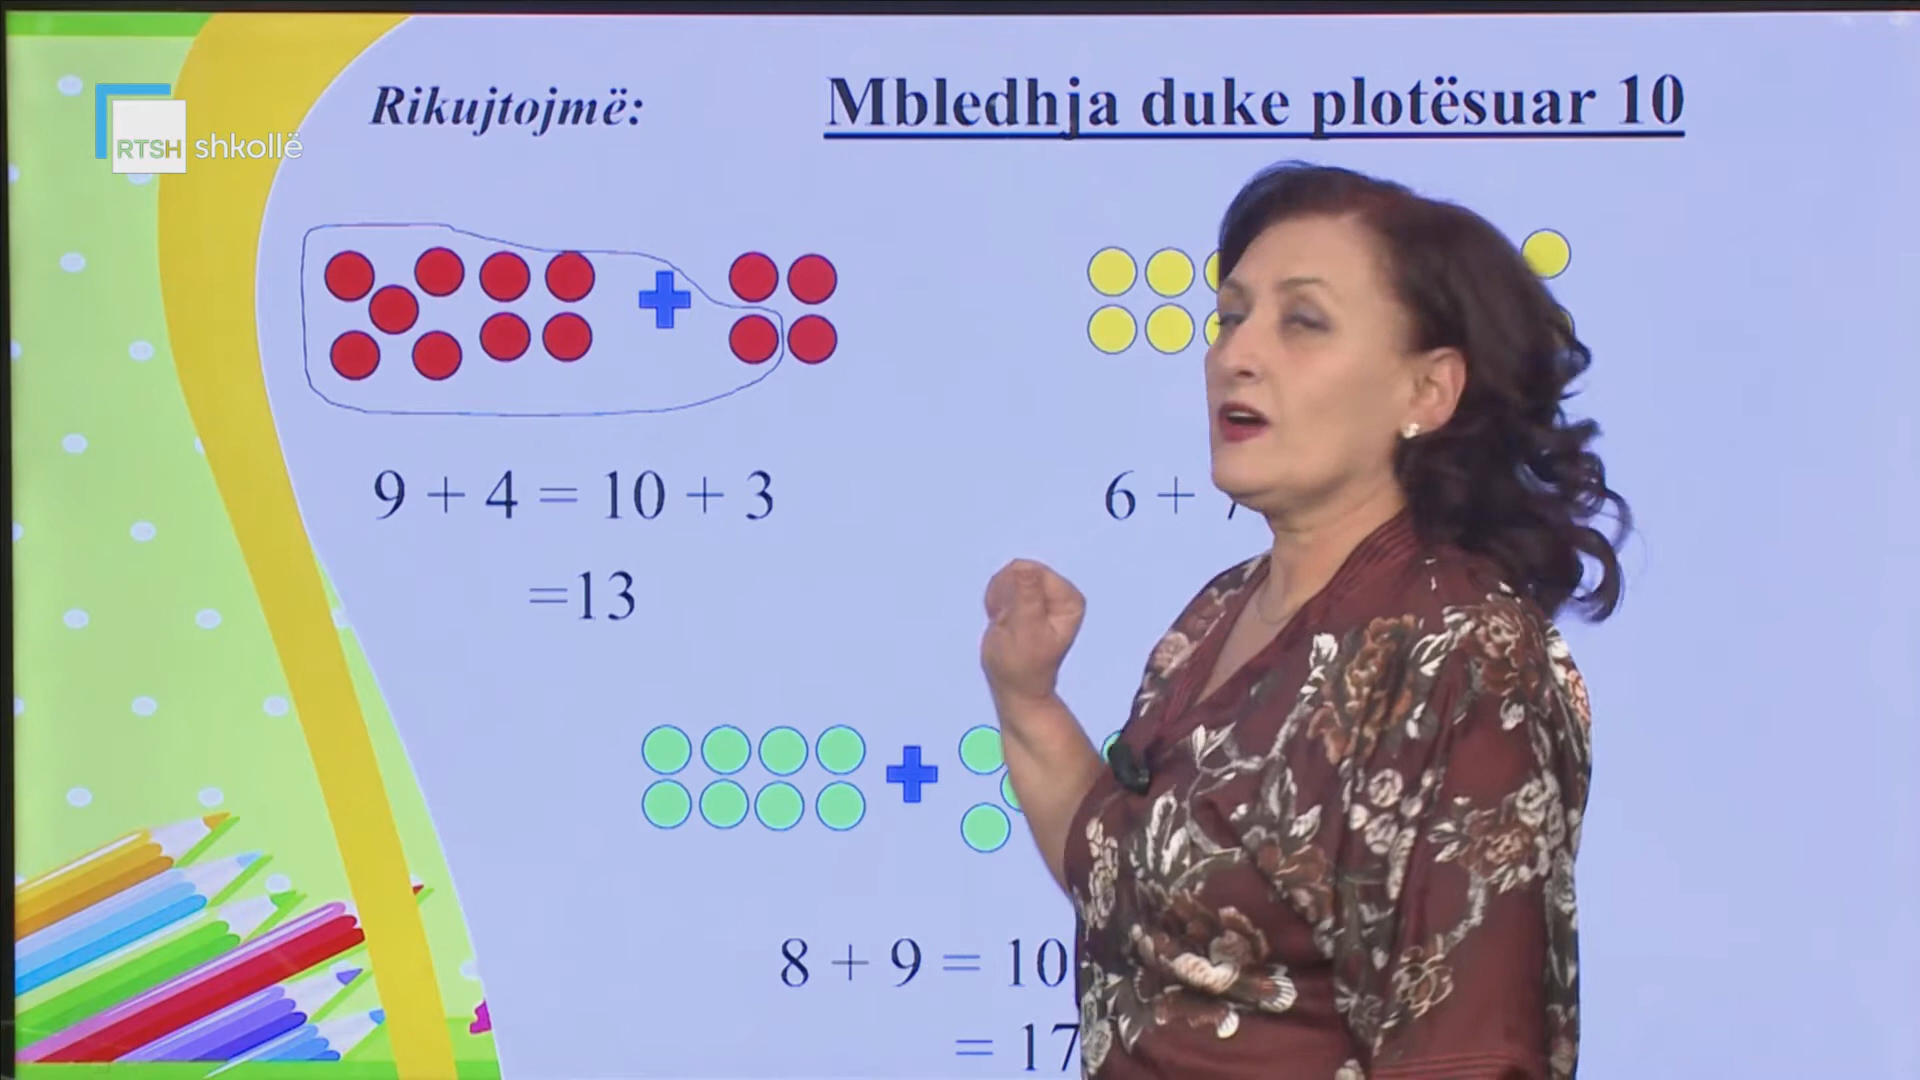 RTSH shkollë
Rikujtojmë:
Mbledhja duke plotësuar 10
9 + 4 = 10 + 3
=13
6 +
8 + 9 = 10
= 17